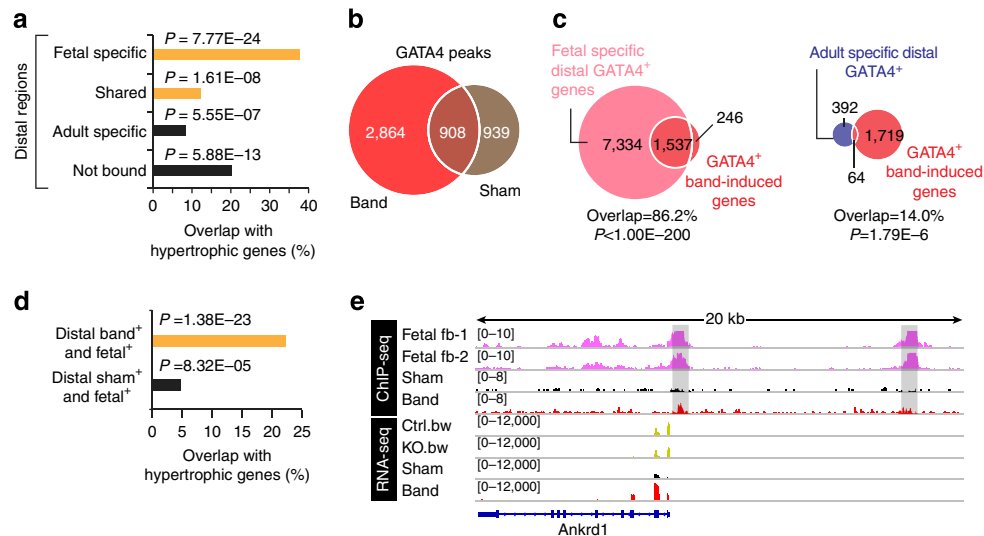 a
Distal regions
Fetal specific
P = 7.77E–24
Shared
P = 1.61E–08
Adult specific
P = 5.55E–07
Not bound
P = 5.88E–13
0 10 20 30 40
Overlap with
hypertrophic genes (%)
b
GATA4 peaks
2,864
908
939
Band
Sham
c
Fetal specific
distal GATA4+
genes
7,334
1,537
246
GATA4+
band-induced
genes
Overlap=86.2%
P<1.00E–200
Adult specific distal
GATA4+
392
1,719
64
GATA4+
band-induced
genes
Overlap=14.0%
P=1.79E–6
d
Distal band+
and fetal+
P =1.38E–23
Distal sham+
and fetal+
P =8.32E–05
0 5 10 15 20 25
Overlap with
hypertrophic genes (%)
e
20 kb
ChIP-seq
Fetal fb-1 [0–10]
Fetal fb-2 [0–10]
Sham [0–8]
Band [0–8]
RNA-seq
Ctrl.bw [0–12,000]
KO.bw [0–12,000]
Sham [0–12,000]
Band [0–12,000]
Ankrd1